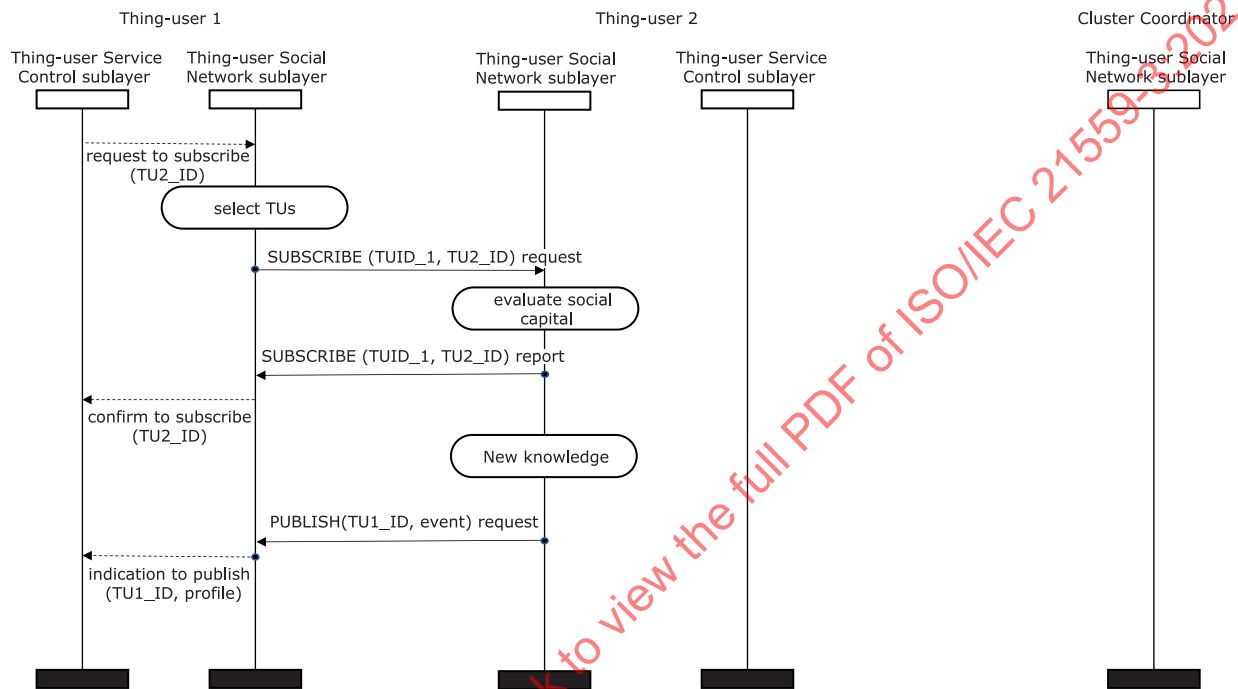 Thing-user 1
Thing-user 2
Cluster Coordinator
Thing-user Service
Control sublayer
Thing-user Social
Network sublayer
Thing-user Social
Network sublayer
Thing-user Service
Control sublayer
Thing-user Social
Network sublayer
request to subscribe
(TU2_ID)
select TUs
SUBSCRIBE (TUID_1, TU2_ID) request
evaluate social
capital
SUBSCRIBE (TUID_1, TU2_ID) report
confirm to subscribe
(TU2_ID)
New knowledge
PUBLISH(TU1_ID, event) request
indication to publish
(TU1_ID, profile)
to view the full PDF of ISO/IEC 21559-3:202